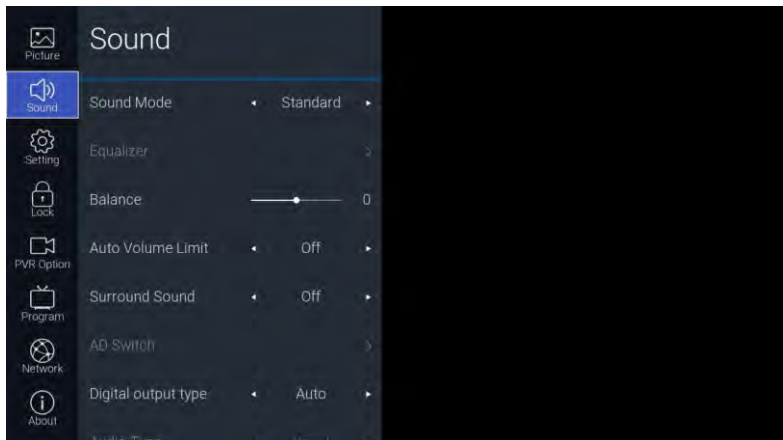 Picture
Sound
Setting
Lock
PVR Option
Program
Network
About
Sound
Sound Mode Standard
Equalizer
Balance 0
Auto Volume Limit Off
Surround Sound Off
AD Switch
Digital output type Auto